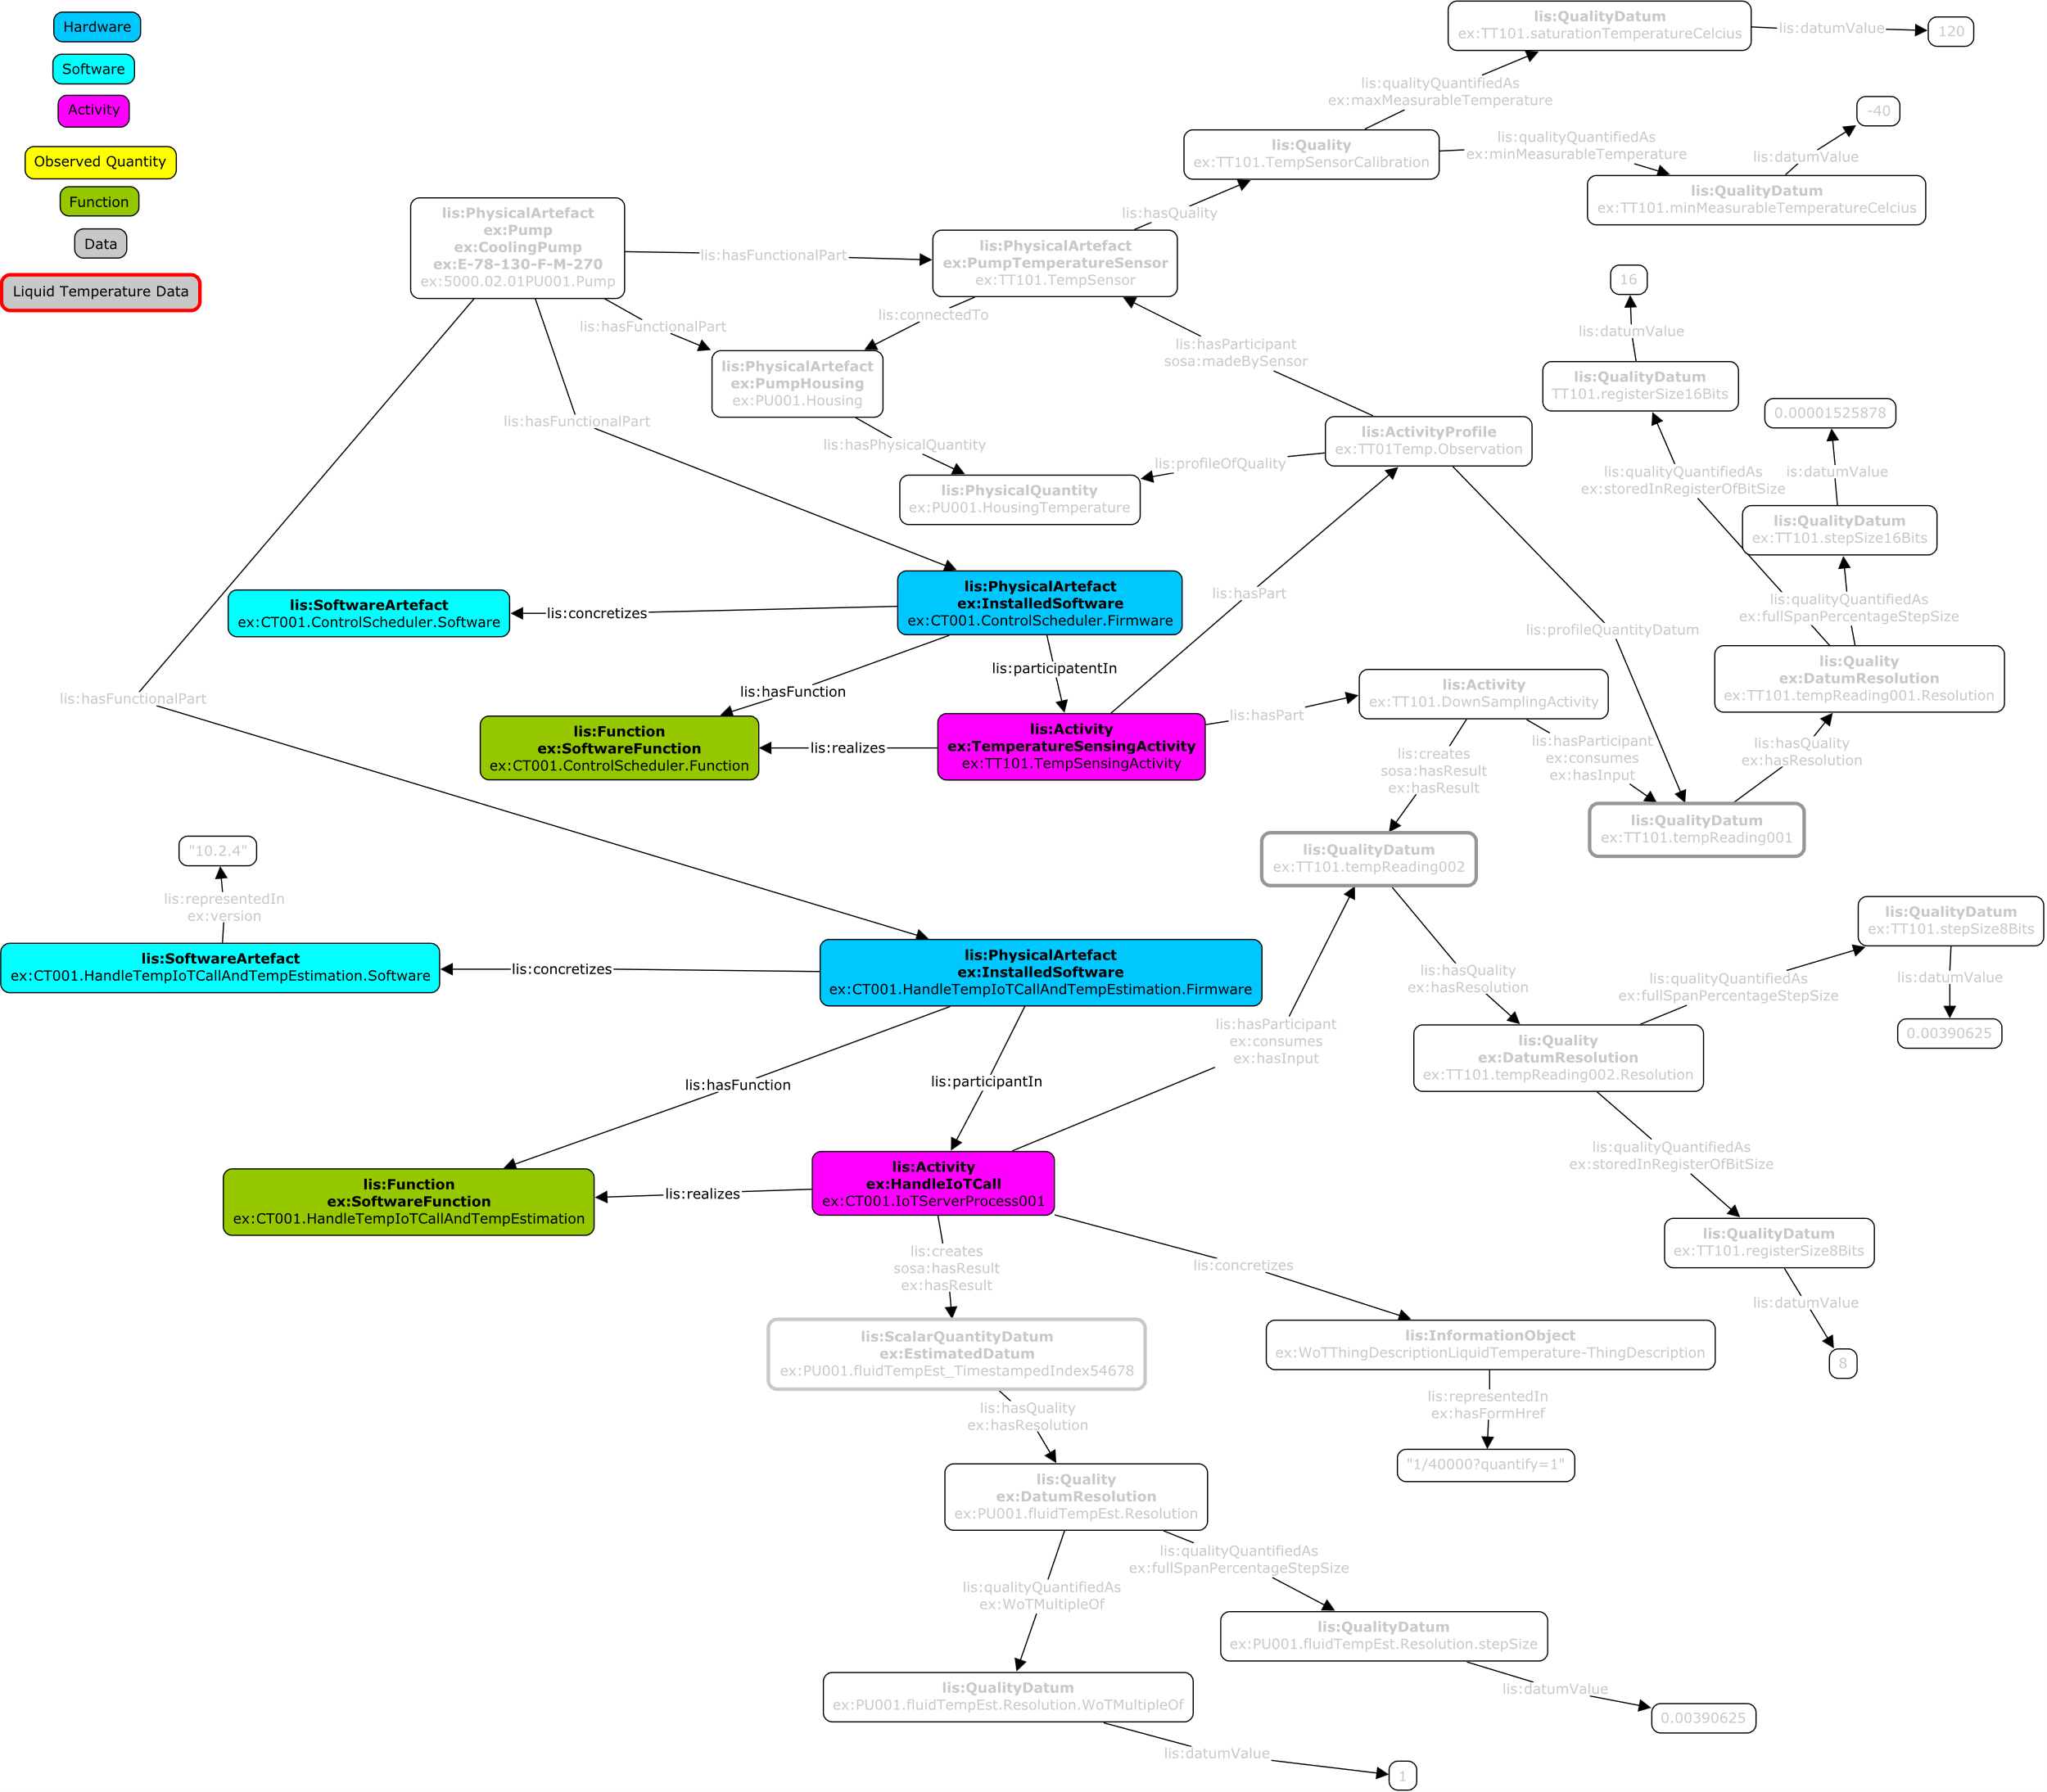 Hardware
Software
Activity
Observed Quantity
Function
Data
Liquid Temperature Data
lis:QualityDatum
ex:TT101.saturationTemperatureCelcius
lis:datumValue
120
lis:qualityQuantifiedAs
ex:maxMeasurableTemperature
-40
lis:Quality
ex:TT101.TempSensorCalibration
lis:qualityQuantifiedAs
ex:minMeasurableTemperature
lis:datumValue
lis:QualityDatum
ex:TT101.minMeasurableTemperatureCelcius
lis:hasQuality
lis:PhysicalArtefact
ex:Pump
ex:CoolingPump
ex:E-78-130-F-M-270
ex:5000.02.01PU001.Pump
lis:hasFunctionalPart
lis:PhysicalArtefact
ex:PumpTemperatureSensor
ex:TT101.TempSensor
16
lis:datumValue
lis:hasFunctionalPart
lis:connectedTo
lis:hasParticipant
sosa:madeBySensor
lis:PhysicalArtefact
ex:PumpHousing
ex:PU001.Housing
lis:QualityDatum
TT101.registerSize16Bits
0.00001525878
lis:hasFunctionalPart
lis:hasPhysicalQuantity
lis:ActivityProfile
ex:TT01Temp.Observation
lis:profileOfQuality
lis:qualityQuantifiedAs
ex:storedInRegisterOfBitSize
is:datumValue
lis:PhysicalQuantity
ex:PU001.HousingTemperature
lis:QualityDatum
ex:TT101.stepSize16Bits
lis:SoftwareArtefact
ex:CT001.ControlScheduler.Software
lis:concretizes
lis:PhysicalArtefact
ex:InstalledSoftware
ex:CT001.ControlScheduler.Firmware
lis:hasPart
lis:qualityQuantifiedAs
ex:fullSpanPercentageStepSize
lis:profileQuantityDatum
lis:hasFunctionalPart
lis:hasFunction
lis:participatentIn
lis:Quality
ex:DatumResolution
ex:TT101.tempReading001.Resolution
lis:Activity
ex:TT101.DownSamplingActivity
lis:hasPart
lis:Function
ex:SoftwareFunction
ex:CT001.ControlScheduler.Function
lis:realizes
lis:Activity
ex:TemperatureSensingActivity
ex:TT101.TempSensingActivity
lis:creates
sosa:hasResult
ex:hasResult
lis:hasParticipant
ex:consumes
ex:hasInput
lis:hasQuality
ex:hasResolution
lis:QualityDatum
ex:TT101.tempReading001
"10.2.4"
lis:QualityDatum
ex:TT101.tempReading002
lis:representedIn
ex:version
lis:QualityDatum
ex:TT101.stepSize8Bits
lis:SoftwareArtefact
ex:CT001.HandleTempIoTCallAndTempEstimation.Software
lis:concretizes
lis:PhysicalArtefact
ex:InstalledSoftware
ex:CT001.HandleTempIoTCallAndTempEstimation.Firmware
lis:hasQuality
ex:hasResolution
lis:qualityQuantifiedAs
ex:fullSpanPercentageStepSize
lis:datumValue
0.00390625
lis:hasParticipant
ex:consumes
ex:hasInput
lis:Quality
ex:DatumResolution
ex:TT101.tempReading002.Resolution
lis:hasFunction
lis:participantIn
lis:qualityQuantifiedAs
ex:storedInRegisterOfBitSize
lis:Function
ex:SoftwareFunction
ex:CT001.HandleTempIoTCallAndTempEstimation
lis:realizes
lis:Activity
ex:HandleIoTCall
ex:CT001.IoTServerProcess001
lis:QualityDatum
ex:TT101.registerSize8Bits
lis:creates
sosa:hasResult
ex:hasResult
lis:concretizes
lis:datumValue
lis:ScalarQuantityDatum
ex:EstimatedDatum
ex:PU001.fluidTempEst_TimestampedIndex54678
lis:InformationObject
ex:WoTThingDescriptionLiquidTemperature-ThingDescription
8
lis:hasQuality
ex:hasResolution
lis:representedIn
ex:hasFormHref
"1/40000?quantify=1"
lis:Quality
ex:DatumResolution
ex:PU001.fluidTempEst.Resolution
lis:qualityQuantifiedAs
ex:fullSpanPercentageStepSize
lis:qualityQuantifiedAs
ex:WoTMultipleOf
lis:QualityDatum
ex:PU001.fluidTempEst.Resolution.stepSize
lis:QualityDatum
ex:PU001.fluidTempEst.Resolution.WoTMultipleOf
lis:datumValue
0.00390625
lis:datumValue
1